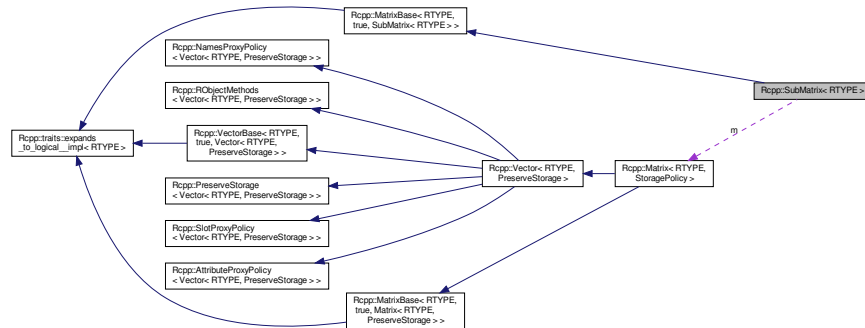 Rcpp::MatrixBase< RTYPE,
true, SubMatrix< RTYPE > >
Rcpp::NamesProxyPolicy
< Vector< RTYPE, PreserveStorage > >
Rcpp::RObjectMethods
< Vector< RTYPE, PreserveStorage > >
Rcpp::SubMatrix< RTYPE >
m
Rcpp::traits::expands
_to_logical__impl< RTYPE >
Rcpp::VectorBase< RTYPE,
true, Vector< RTYPE,
PreserveStorage > >
Rcpp::Vector< RTYPE,
PreserveStorage >
Rcpp::Matrix< RTYPE,
StoragePolicy >
Rcpp::PreserveStorage
< Vector< RTYPE, PreserveStorage > >
Rcpp::SlotProxyPolicy
< Vector< RTYPE, PreserveStorage > >
Rcpp::AttributeProxyPolicy
< Vector< RTYPE, PreserveStorage > >
Rcpp::MatrixBase< RTYPE,
true, Matrix< RTYPE,
PreserveStorage > >